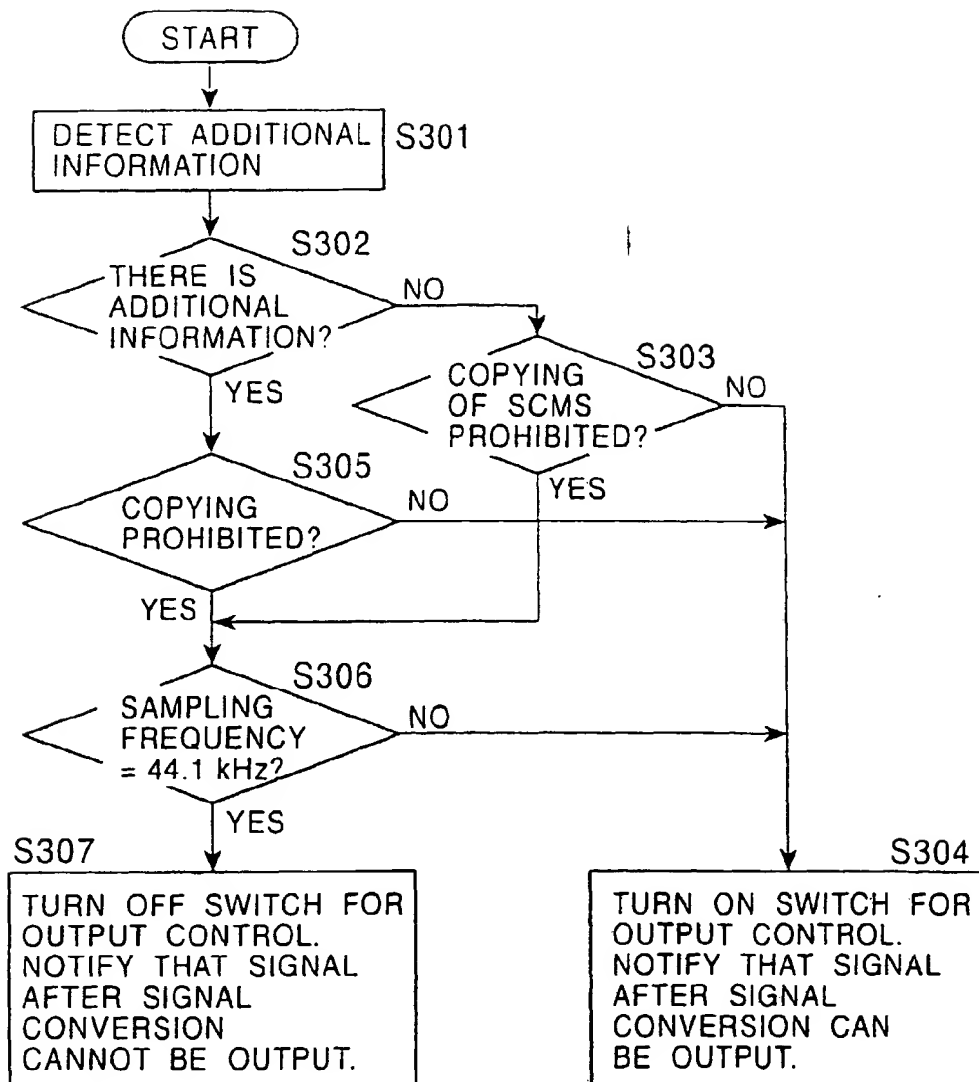 START
DETECT ADDITIONAL
INFORMATION
S301
S302
THERE IS
ADDITIONAL
INFORMATION?
NO
YES
S303
COPYING
OF SCMS
PROHIBITED?
NO
YES
S305
COPYING
PROHIBITED?
NO
YES
S306
SAMPLING
FREQUENCY
= 44.1 kHz?
NO
YES
S307
TURN OFF SWITCH FOR
OUTPUT CONTROL.
NOTIFY THAT SIGNAL
AFTER SIGNAL
CONVERSION
CANNOT BE OUTPUT.
S304
TURN ON SWITCH FOR
OUTPUT CONTROL.
NOTIFY THAT SIGNAL
AFTER SIGNAL
CONVERSION CAN
BE OUTPUT.